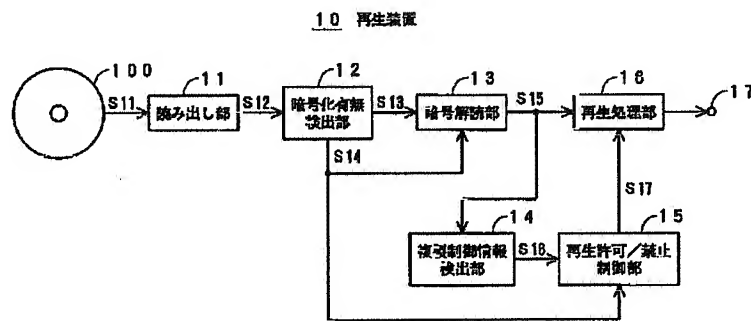 10 再生装置
100
11
12
13
16
17
S11
読み出し部
S12
暗号化有無
検出部
S13
暗号解読部
S15
再生処理部
S14
S17
14
15
複製制御情報
検出部
S16
再生許可/禁止
制御部